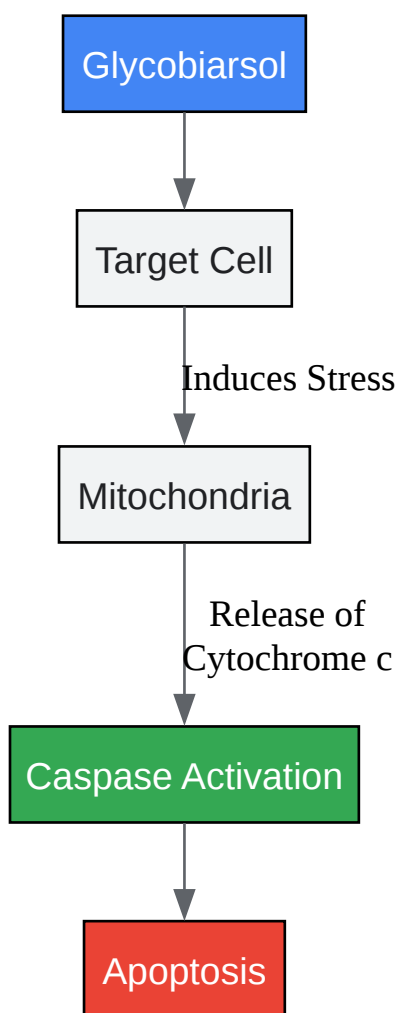 Glycobiarsol
Target Cell
Induces Stress
Mitochondria
Release of
Cytochrome c
Caspase Activation
Apoptosis